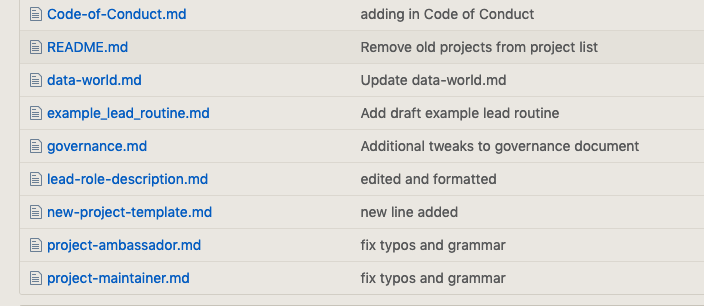 Code-of-Conduct.md adding in Code of Conduct
README.md Remove old projects from project list
data-world.md Update data-world.md
example_lead_routine.md Add draft example lead routine
governance.md Additional tweaks to governance document
lead-role-description.md edited and formatted
new-project-template.md new line added
project-ambassador.md fix typos and grammar
project-maintainer.md fix typos and grammar